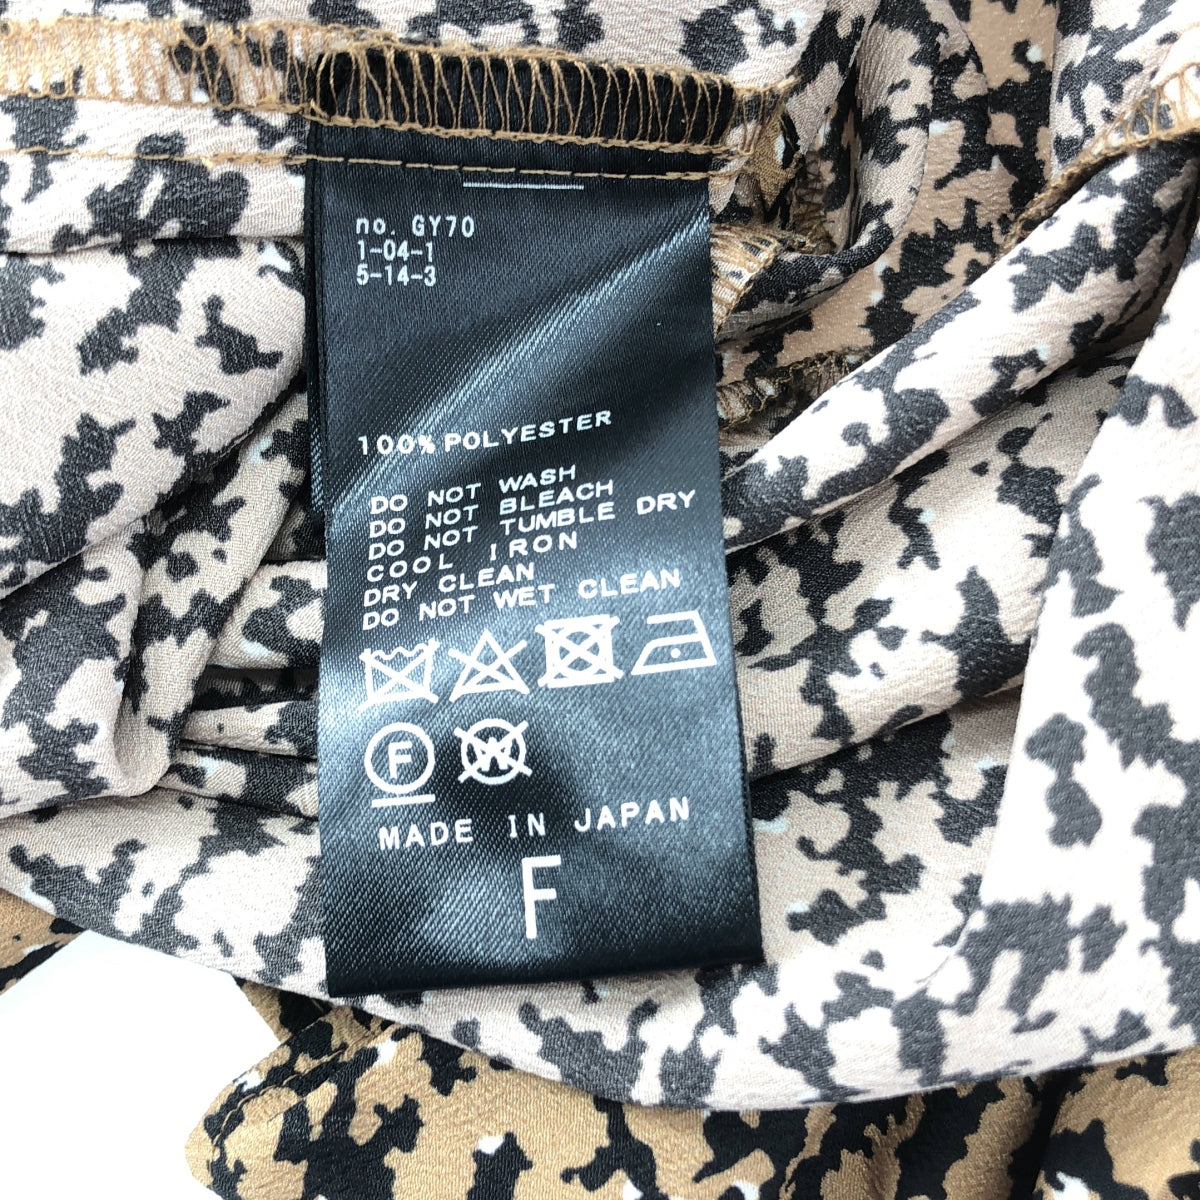 no. GY70
1-04-1
5-14-3
100% POLYESTER
DO NOT WASH
DO NOT BLEACH
DO NOT TUMBLE DRY
COOL IRON
DRY CLEAN
DO NOT WET CLEAN
F W
MADE IN JAPAN
F